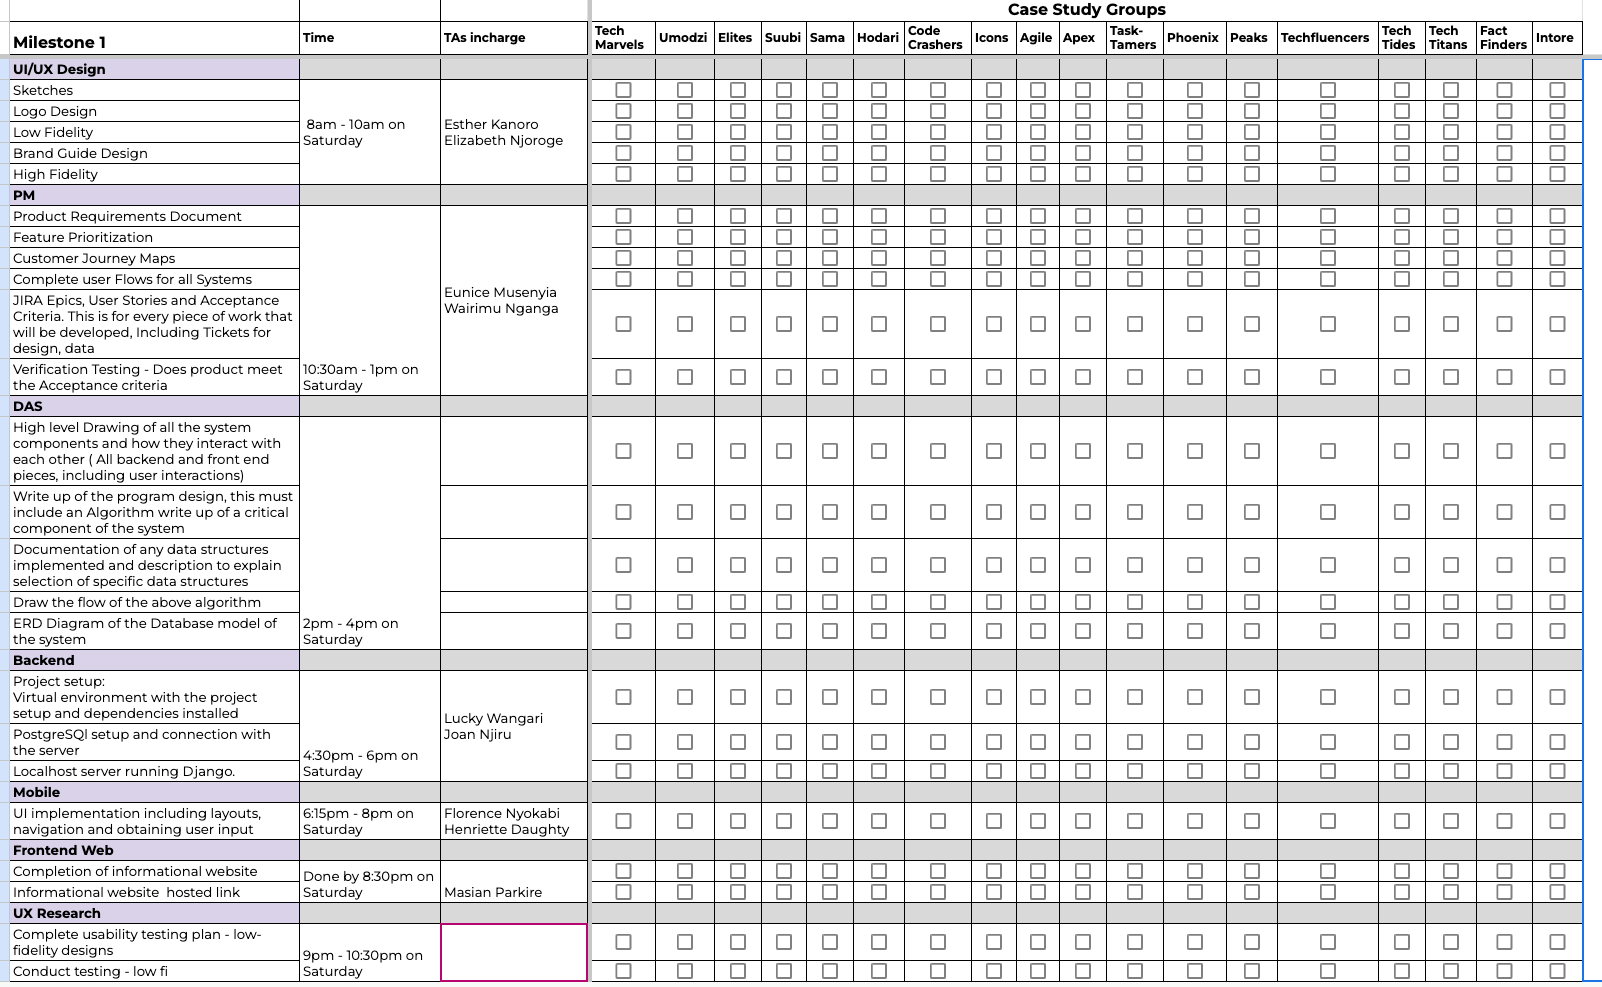 Case Study Groups
Milestone 1
Time
TAs incharge
Tech
Marvels
Umodzi
Elites
Suubi
Sama
Hodari
Code
Crashers
Icons
Agile
Apex
Task-
Tamers
Phoenix
Peaks
Techfluencers
Tech
Tides
Tech
Titans
Fact
Finders
Intore
UI/UX Design
Sketches
Logo Design
Low Fidelity
Brand Guide Design
High Fidelity
8am - 10am on
Saturday
Esther Kanoro
Elizabeth Njoroge
PM
Product Requirements Document
Feature Prioritization
Customer Journey Maps
Complete user Flows for all Systems
JIRA Epics, User Stories and Acceptance
Criteria. This is for every piece of work that
will be developed, Including Tickets for
design, data
Verification Testing - Does product meet
the Acceptance criteria
10:30am - 1pm on
Saturday
Eunice Musenyia
Wairimu Nganga
DAS
High level Drawing of all the system
components and how they interact with
each other ( All backend and front end
pieces, including user interactions)
Write up of the program design, this must
include an Algorithm write up of a critical
component of the system
Documentation of any data structures
implemented and description to explain
selection of specific data structures
Draw the flow of the above algorithm
ERD Diagram of the Database model of
the system
2pm - 4pm on
Saturday
Backend
Project setup:
Virtual environment with the project
setup and dependencies installed
PostgreSQl setup and connection with
the server
Localhost server running Django.
4:30pm - 6pm on
Saturday
Lucky Wangari
Joan Njiru
Mobile
UI implementation including layouts,
navigation and obtaining user input
6:15pm - 8pm on
Saturday
Florence Nyokabi
Henriette Daughty
Frontend Web
Completion of informational website
Informational website  hosted link
Done by 8:30pm on
Saturday
Masian Parkire
UX Research
Complete usability testing plan - low-
fidelity designs
Conduct testing - low fi
9pm - 10:30pm on
Saturday